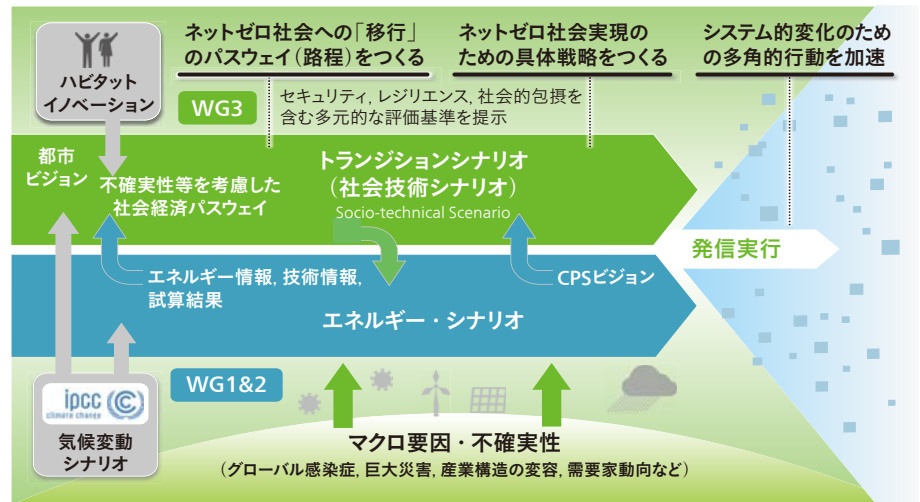 ネットゼロ社会への「移行」
のパスウェイ（路程）をつくる
ネットゼロ社会実現の
ための具体戦略をつくる
システム的変化のため
の多角的行動を加速
ハビタット
イノベーション
WG3
セキュリティ, レジリエンス, 社会的包摂を
含む多元的な評価基準を提示
都市
ビジョン
不確実性等を考慮した
社会経済パスウェイ
トランジションシナリオ
（社会技術シナリオ）
Socio-technical Scenario
発信実行
エネルギー情報, 技術情報,
試算結果
CPSビジョン
エネルギー・シナリオ
WG1&2
ipcc
climate change
気候変動
シナリオ
マクロ要因・不確実性
（グローバル感染症, 巨大災害, 産業構造の変容, 需要家動向など）